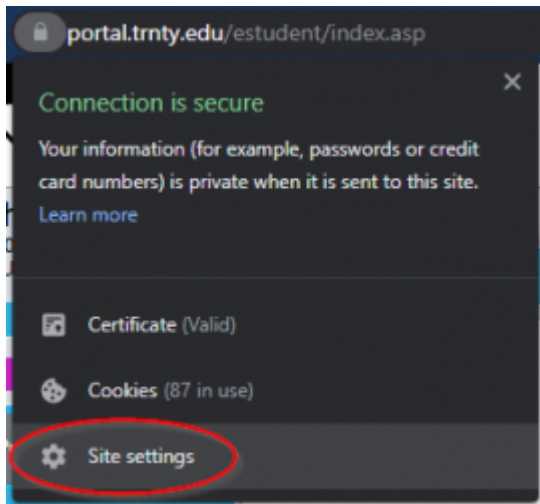 portal.trnty.edu/estudent/index.asp
Connection is secure
Your information (for example, passwords or credit
card numbers) is private when it is sent to this site.
Learn more
Certificate (Valid)
Cookies (87 in use)
Site settings